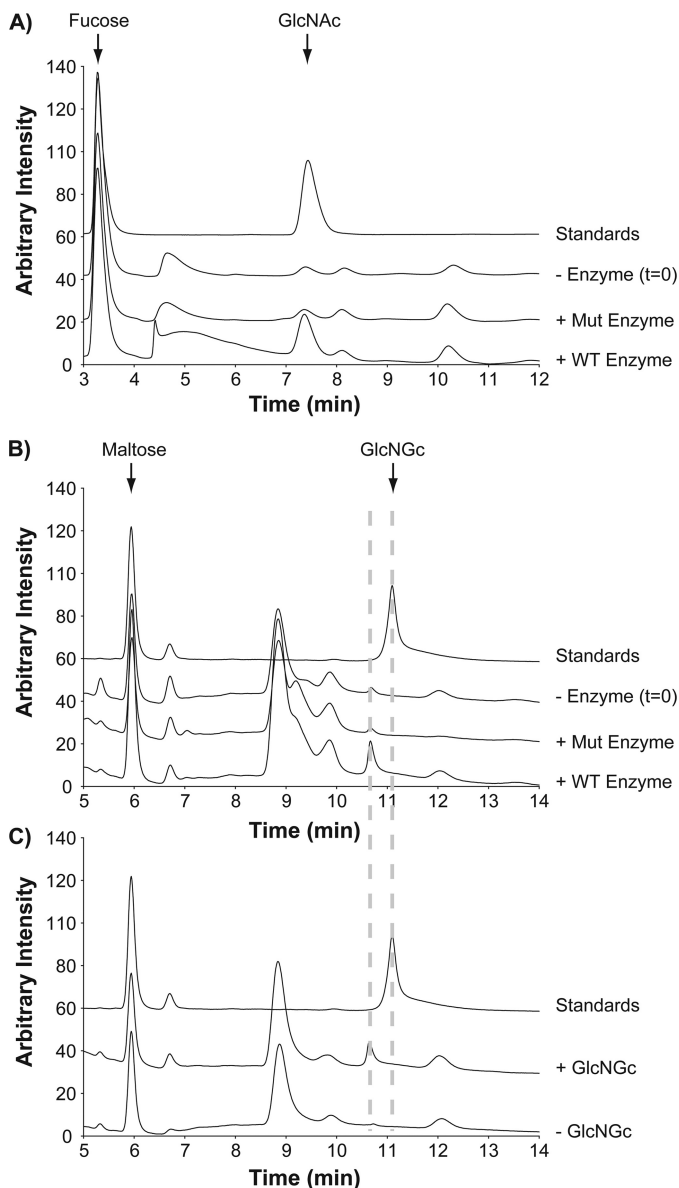 A)
Fucose GlcNAc
Arbitrary Intensity
140
120
110
80
60
40
20
0
Standards
- Enzyme (t=0)
+ Mut Enzyme
+ WT Enzyme
3 4 5 6 7 8 9 10 11 12
Time (min)
B)
Maltose GlcNGc
Arbitrary Intensity
140
120
110
80
60
40
20
0
Standards
- Enzyme (t=0)
+ Mut Enzyme
+ WT Enzyme
5 6 7 8 9 10 11 12 13 14
Time (min)
C)
Arbitrary Intensity
140
120
110
80
60
40
20
0
Standards
+ GlcNGc
- GlcNGc
5 6 7 8 9 10 11 12 13 14
Time (min)